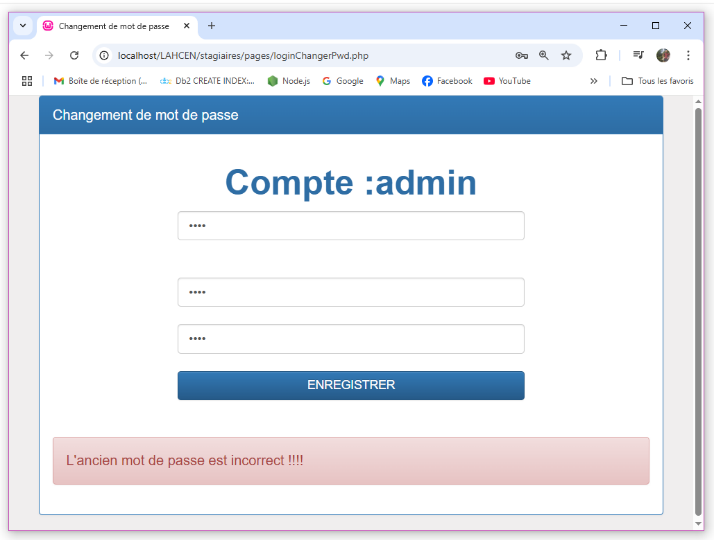 Changement de mot de passe
localhost/LAHCEN/stagiaires/pages/loginChangerPwd.php
Boîte de réception (... Db2 CREATE INDEX:... Node.js Google Maps Facebook YouTube » Tous les favoris
Changement de mot de passe
Compte :admin
••••
••••
••••
ENREGISTRER
L'ancien mot de passe est incorrect !!!!